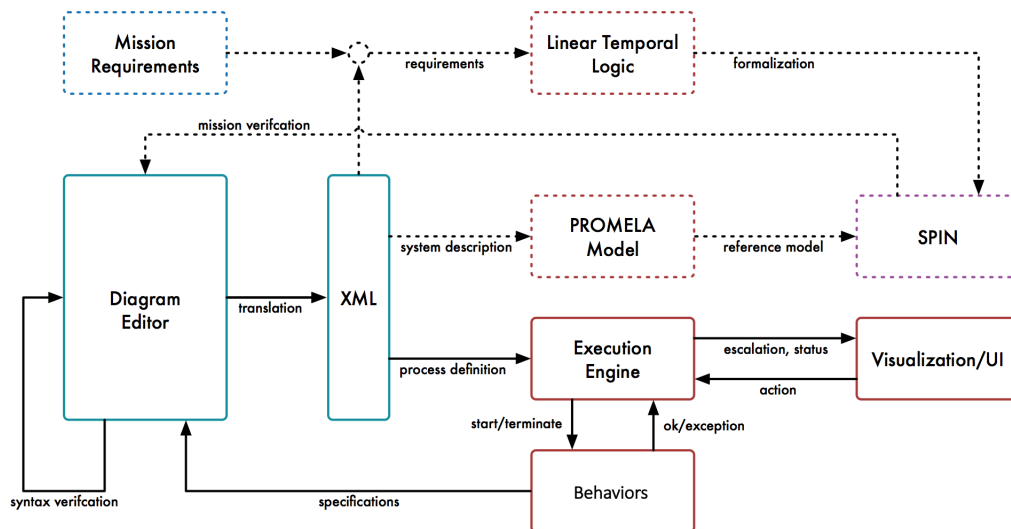 Mission
Requirements
requirements
Linear Temporal
Logic
formalization
mission verifcation
Diagram
Editor
translation
XML
system description
PROMELA
Model
reference model
SPIN
process definition
Execution
Engine
escalation, status
action
Visualization/UI
start/terminate
ok/exception
syntax verifcation
specifications
Behaviors